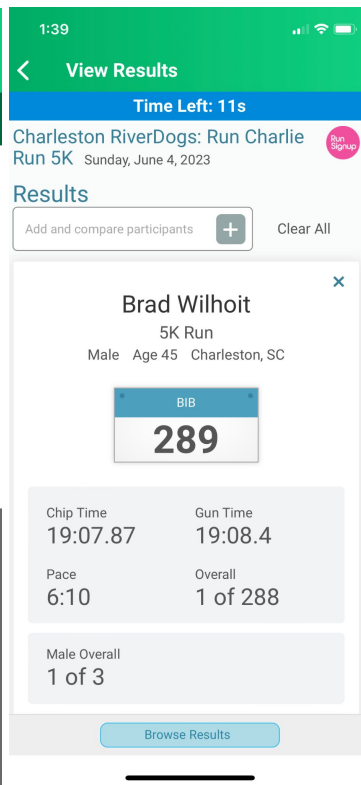 1:39
View Results
Time Left: 11s
Charleston RiverDogs: Run Charlie
Run 5K Sunday, June 4, 2023
Run
Signup
Results
Add and compare participants + Clear All
×
Brad Wilhoit
5K Run
Male Age 45 Charleston, SC
BIB
289
Chip Time Gun Time
19:07.87 19:08.4
Pace Overall
6:10 1 of 288
Male Overall
1 of 3
Browse Results